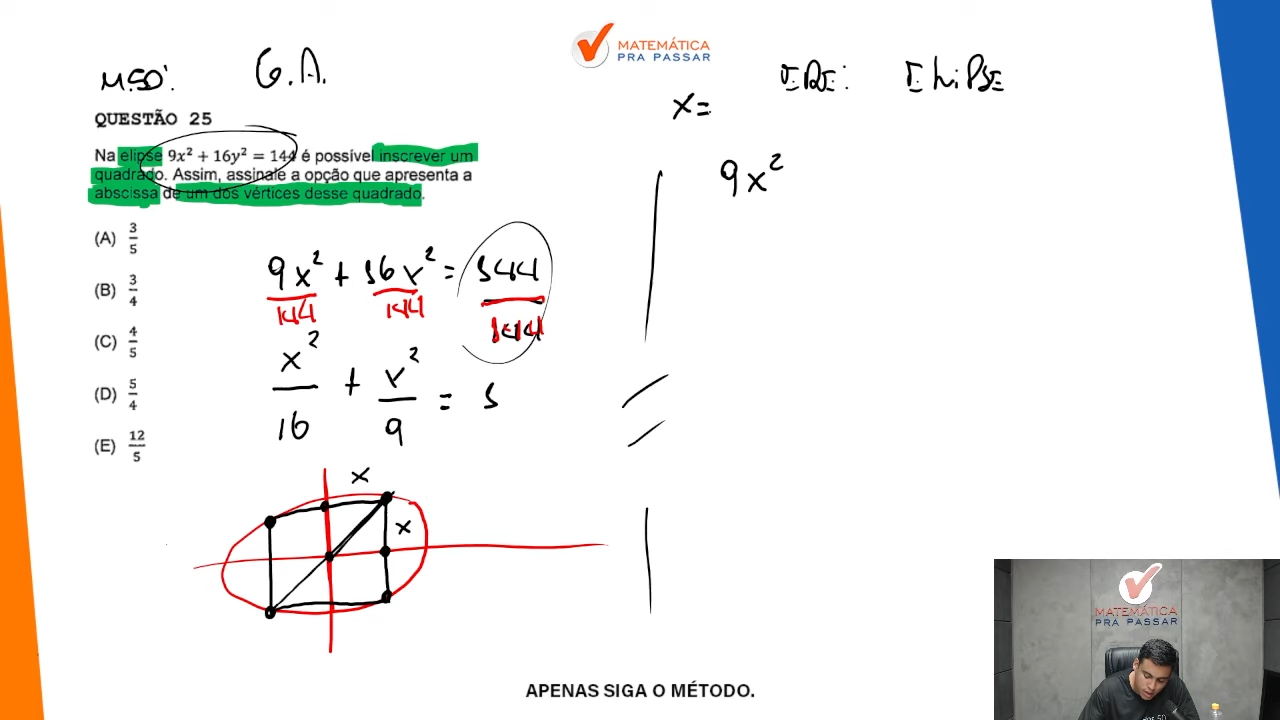 M.SD:
G.A.
MATEMÁTICA
PRA PASSAR
ELIPSE
QUESTÃO 25
Na elipse 9x² + 16y² = 144 é possível inscrever um
quadrado. Assim, assinale a opção que apresenta a
abscissa de um dos vértices desse quadrado.
(A) 3/5
(B) 3/4
(C) 4/5
(D) 5/4
(E) 12/5
9x²/144 + 16y²/144 = 144/144
x²/16 + y²/9 = 1
x
x
x=
9x²
MATEMÁTICA
PRA PASSAR
APENAS SIGA O MÉTODO.